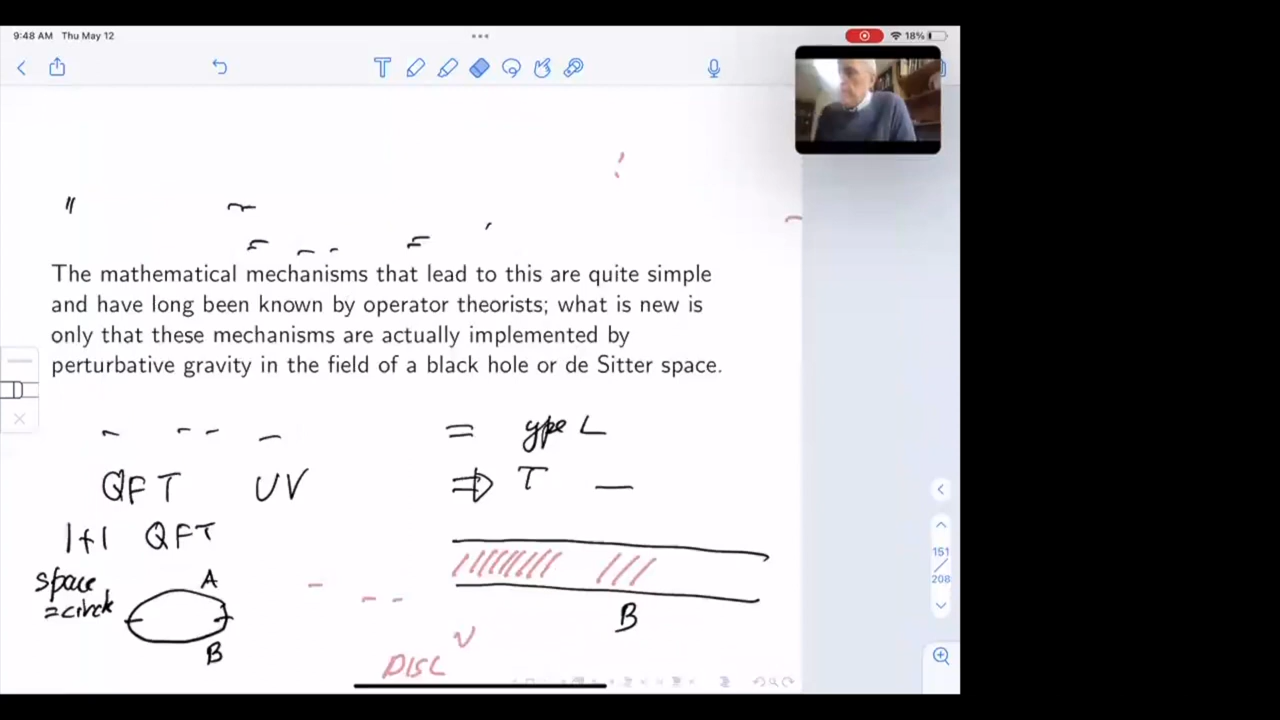 9:48 AM Thu May 12
18%
The mathematical mechanisms that lead to this are quite simple
and have long been known by operator theorists; what is new is
only that these mechanisms are actually implemented by
perturbative gravity in the field of a black hole or de Sitter space.
= ype
QFT UV ⇒ T
1+1 QFT
space A
=circle
B
B
DISC
151
/
208